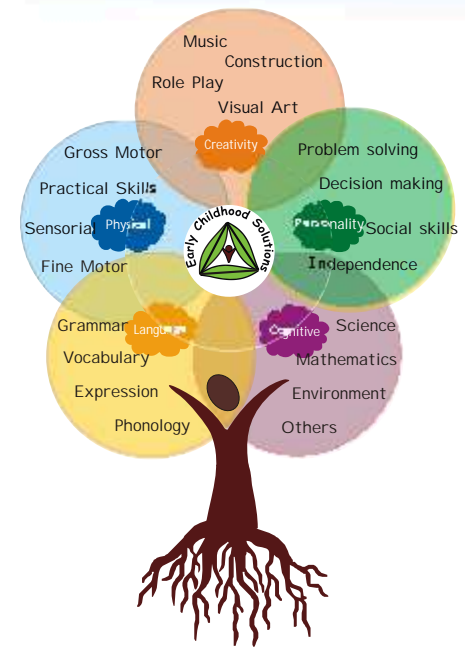 Music
Construction
Role Play
Visual Art
Creativity
Gross Motor
Practical Skills
Sensorial
Fine Motor
Physical
Problem solving
Decision making
Social skills
Independence
Personality
Early Childhood Solutions
Grammar
Vocabulary
Expression
Phonology
Language
Cognitive
Science
Mathematics
Environment
Others